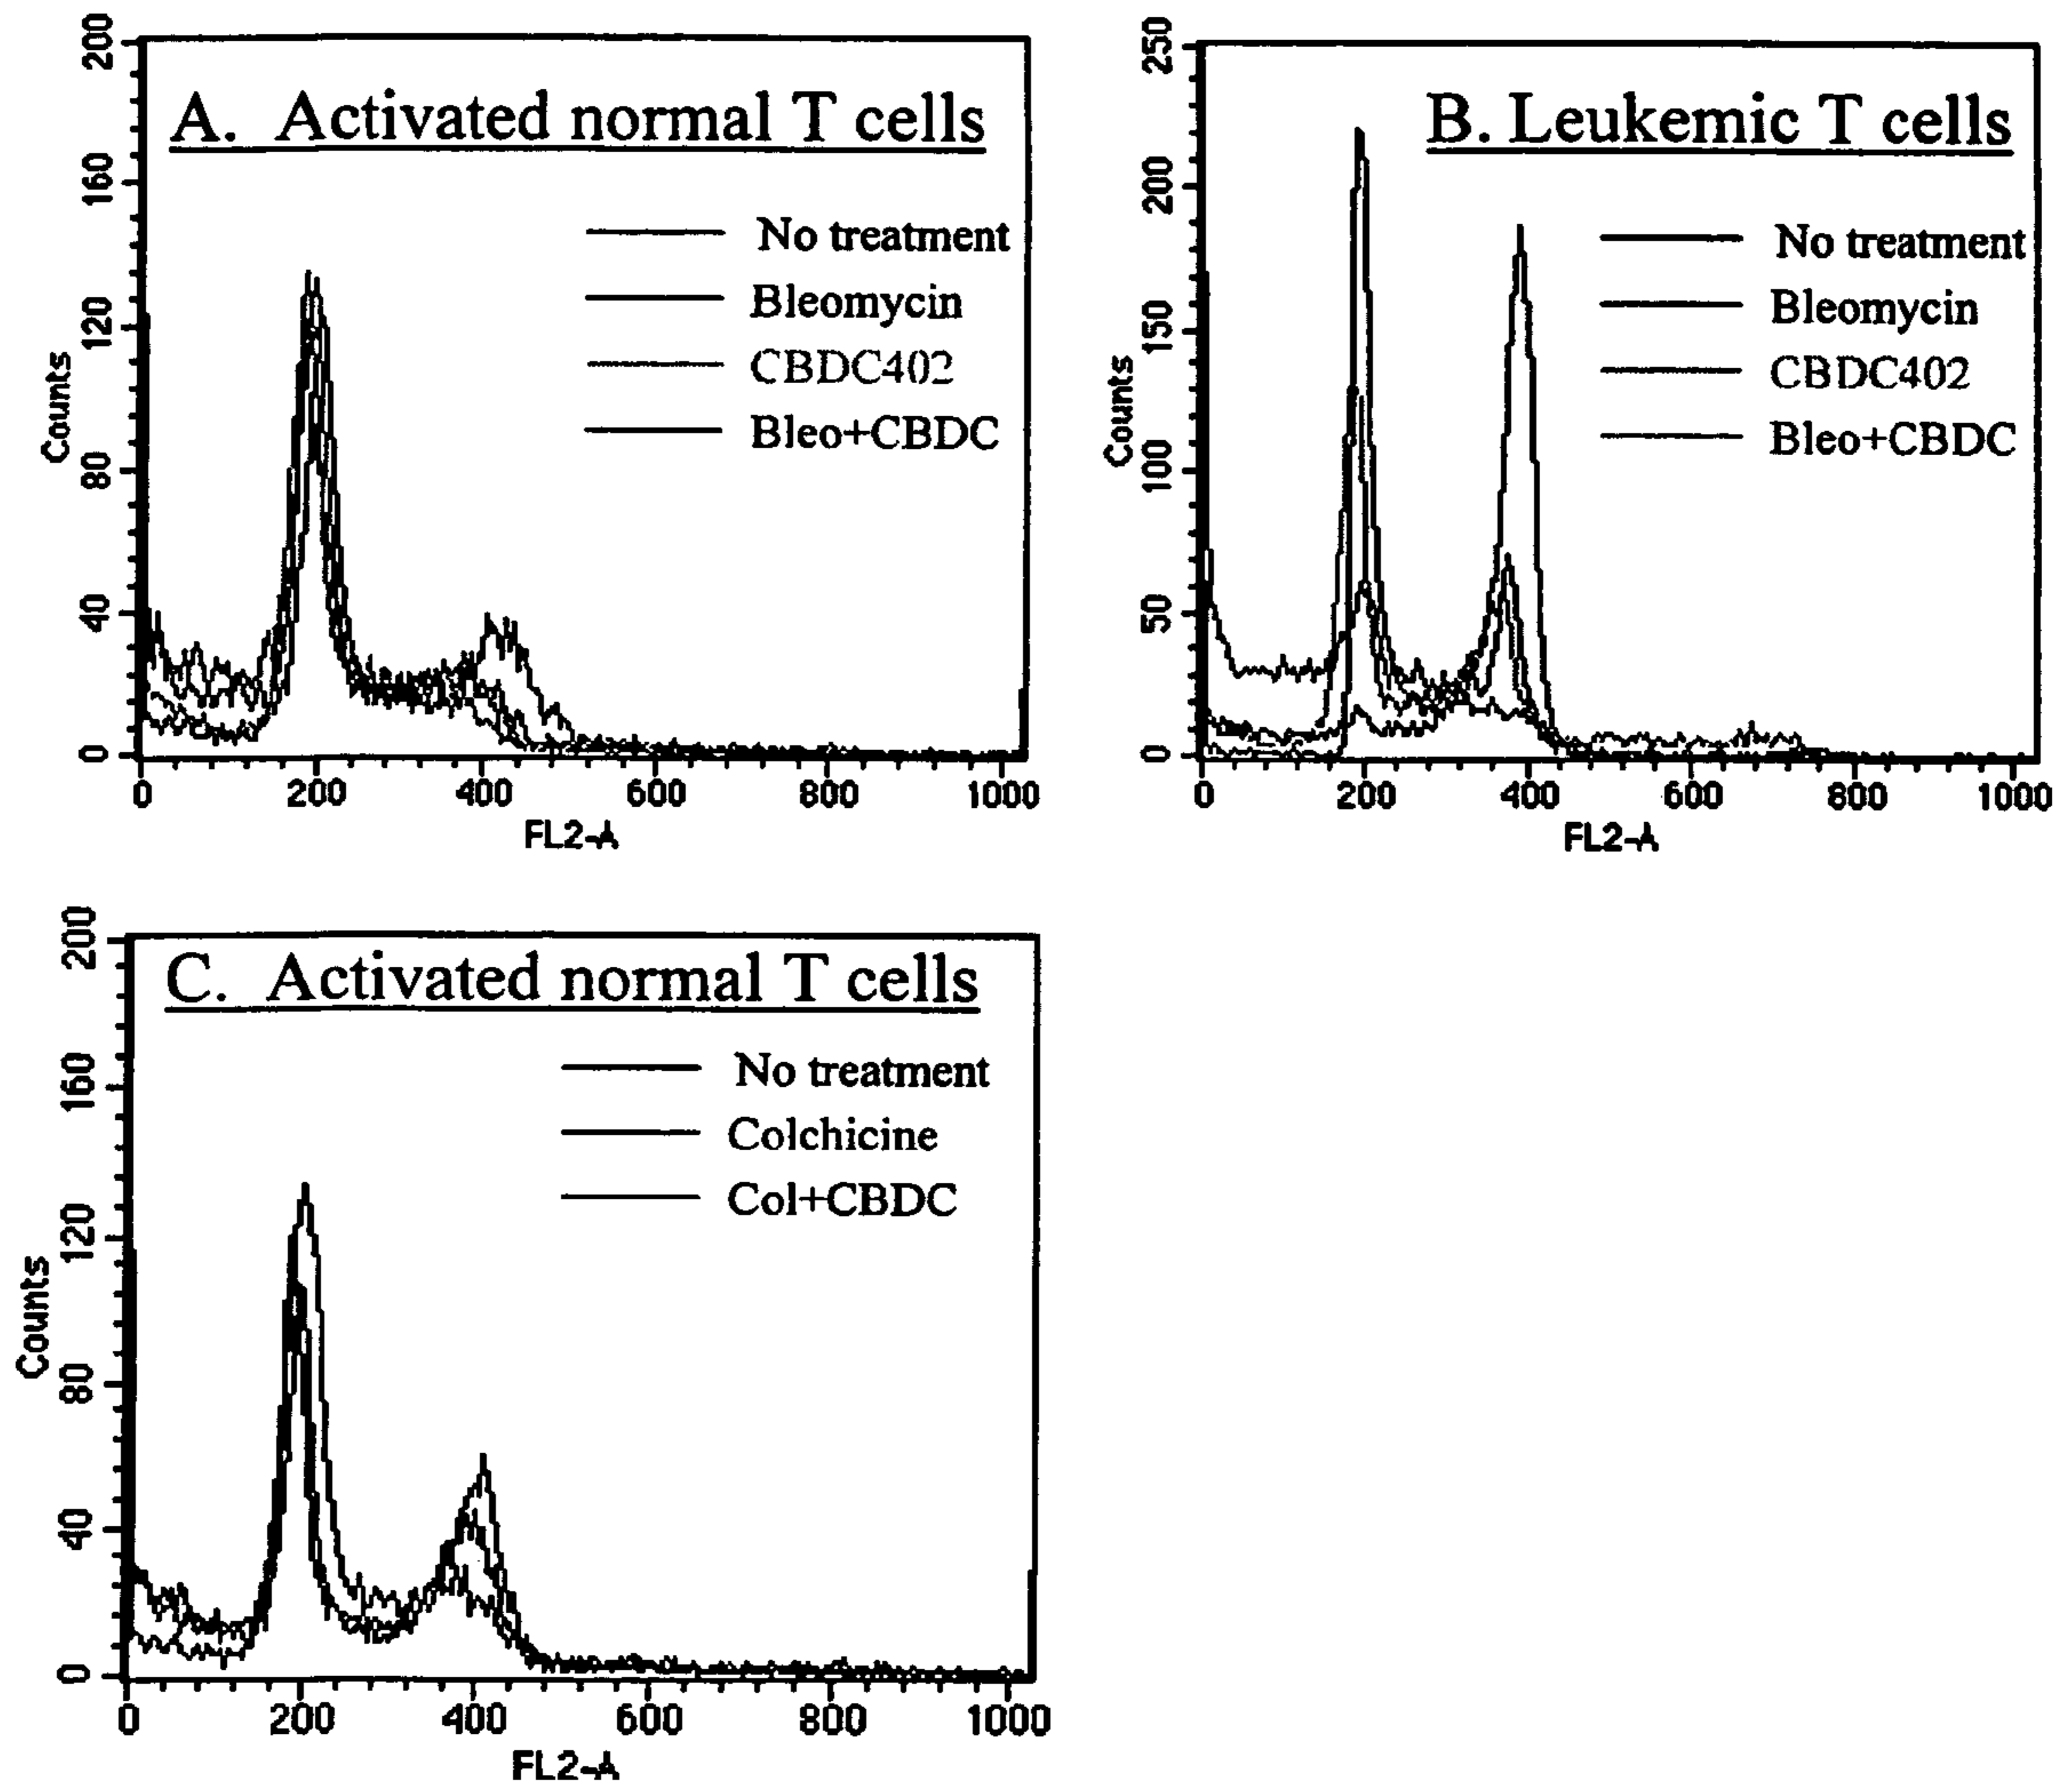 A. Activated normal T cells
No treatment
Bleomycin
CBDC402
Bleo+CBDC
Counts
200
160
120
80
40
0
0 200 400 600 800 1000
FL2-A
B. Leukemic T cells
No treatment
Bleomycin
CBDC402
Bleo+CBDC
Counts
250
200
150
100
50
0
0 200 400 600 800 1000
FL2-A
C. Activated normal T cells
No treatment
Colchicine
Col+CBDC
Counts
200
160
120
80
40
0
0 200 400 600 800 1000
FL2-A